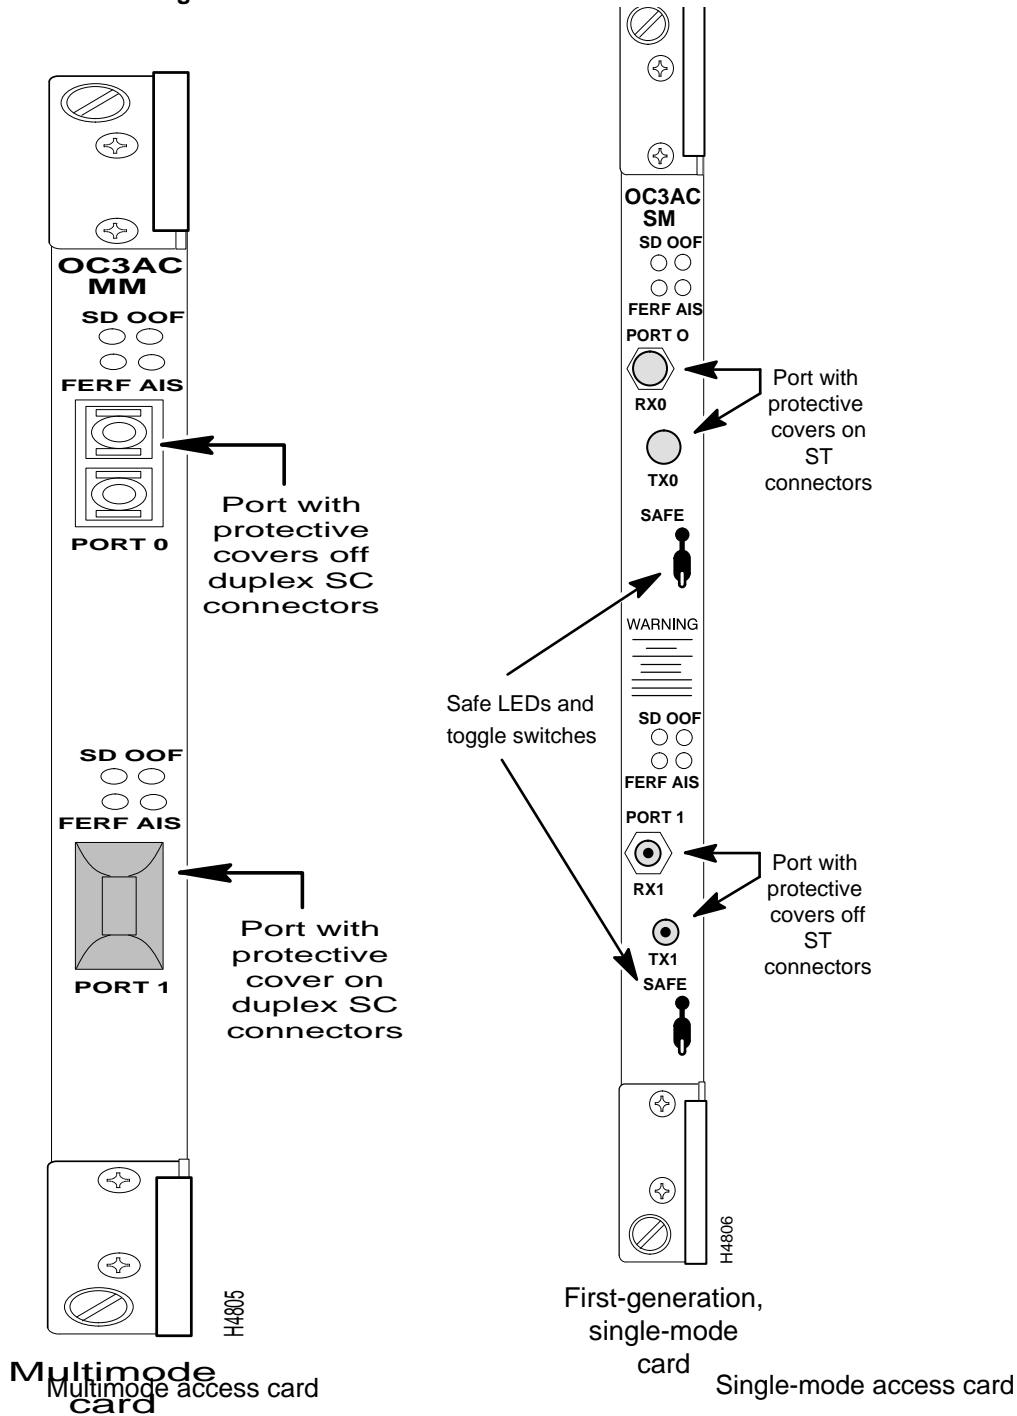 OC3AC
MM
SD OOF
FERF AIS
PORT 0
Port with
protective
covers off
duplex SC
connectors
SD OOF
FERF AIS
PORT 1
Port with
protective
cover on
duplex SC
connectors
H4805
Multimode
card
Multimode access card
OC3AC
SM
SD OOF
FERF AIS
PORT O
RX0
TX0
Port with
protective
covers on
ST
connectors
SAFE
WARNING
Safe LEDs and
toggle switches
SD OOF
FERF AIS
PORT 1
RX1
TX1
Port with
protective
covers off
ST
connectors
SAFE
H4806
First-generation,
single-mode
card
Single-mode access card